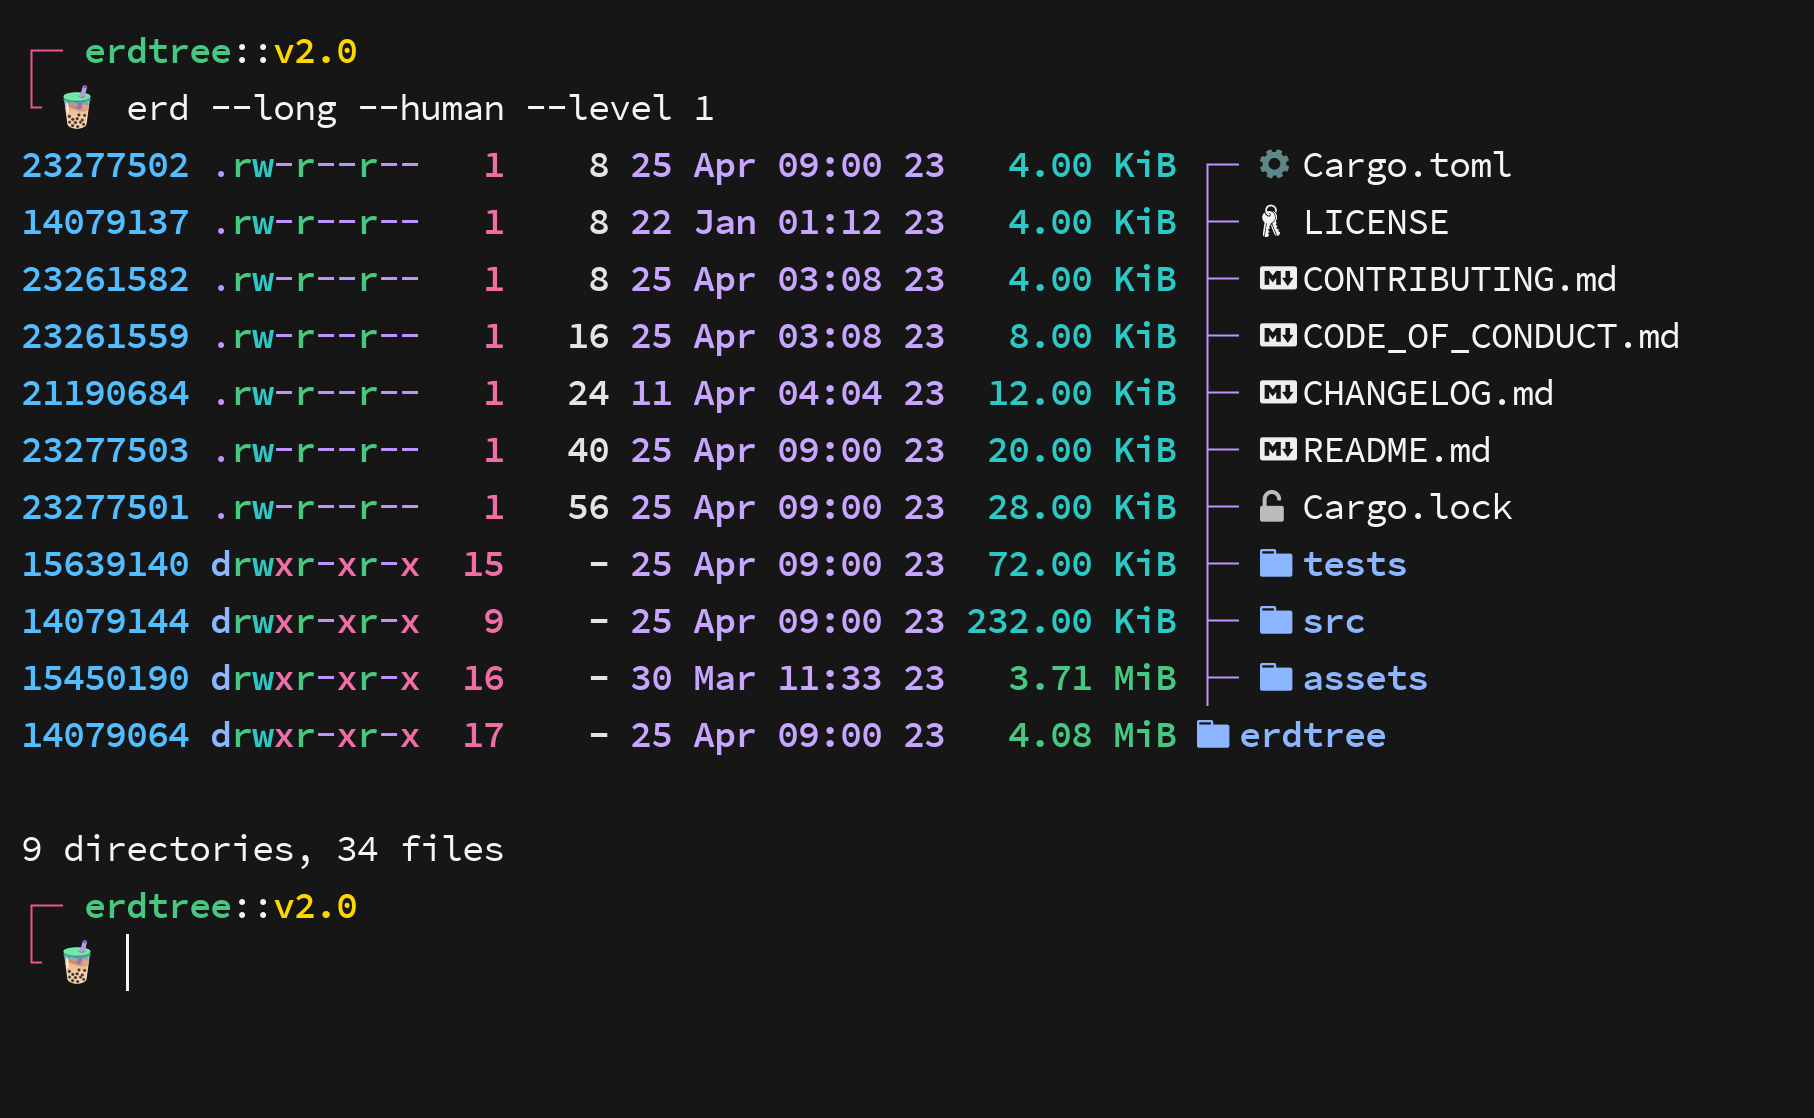 erdtree::v2.0
erd --long --human --level 1
23277502 .rw-r--r-- 1 8 25 Apr 09:00 23 4.00 KiB Cargo.toml
14079137 .rw-r--r-- 1 8 22 Jan 01:12 23 4.00 KiB LICENSE
23261582 .rw-r--r-- 1 8 25 Apr 03:08 23 4.00 KiB CONTRIBUTING.md
23261559 .rw-r--r-- 1 16 25 Apr 03:08 23 8.00 KiB CODE_OF_CONDUCT.md
21190684 .rw-r--r-- 1 24 11 Apr 04:04 23 12.00 KiB CHANGELOG.md
23277503 .rw-r--r-- 1 40 25 Apr 09:00 23 20.00 KiB README.md
23277501 .rw-r--r-- 1 56 25 Apr 09:00 23 28.00 KiB Cargo.lock
15639140 drwxr-xr-x 15 - 25 Apr 09:00 23 72.00 KiB tests
14079144 drwxr-xr-x 9 - 25 Apr 09:00 23 232.00 KiB src
15450190 drwxr-xr-x 16 - 30 Mar 11:33 23 3.71 MiB assets
14079064 drwxr-xr-x 17 - 25 Apr 09:00 23 4.08 MiB erdtree
9 directories, 34 files
erdtree::v2.0